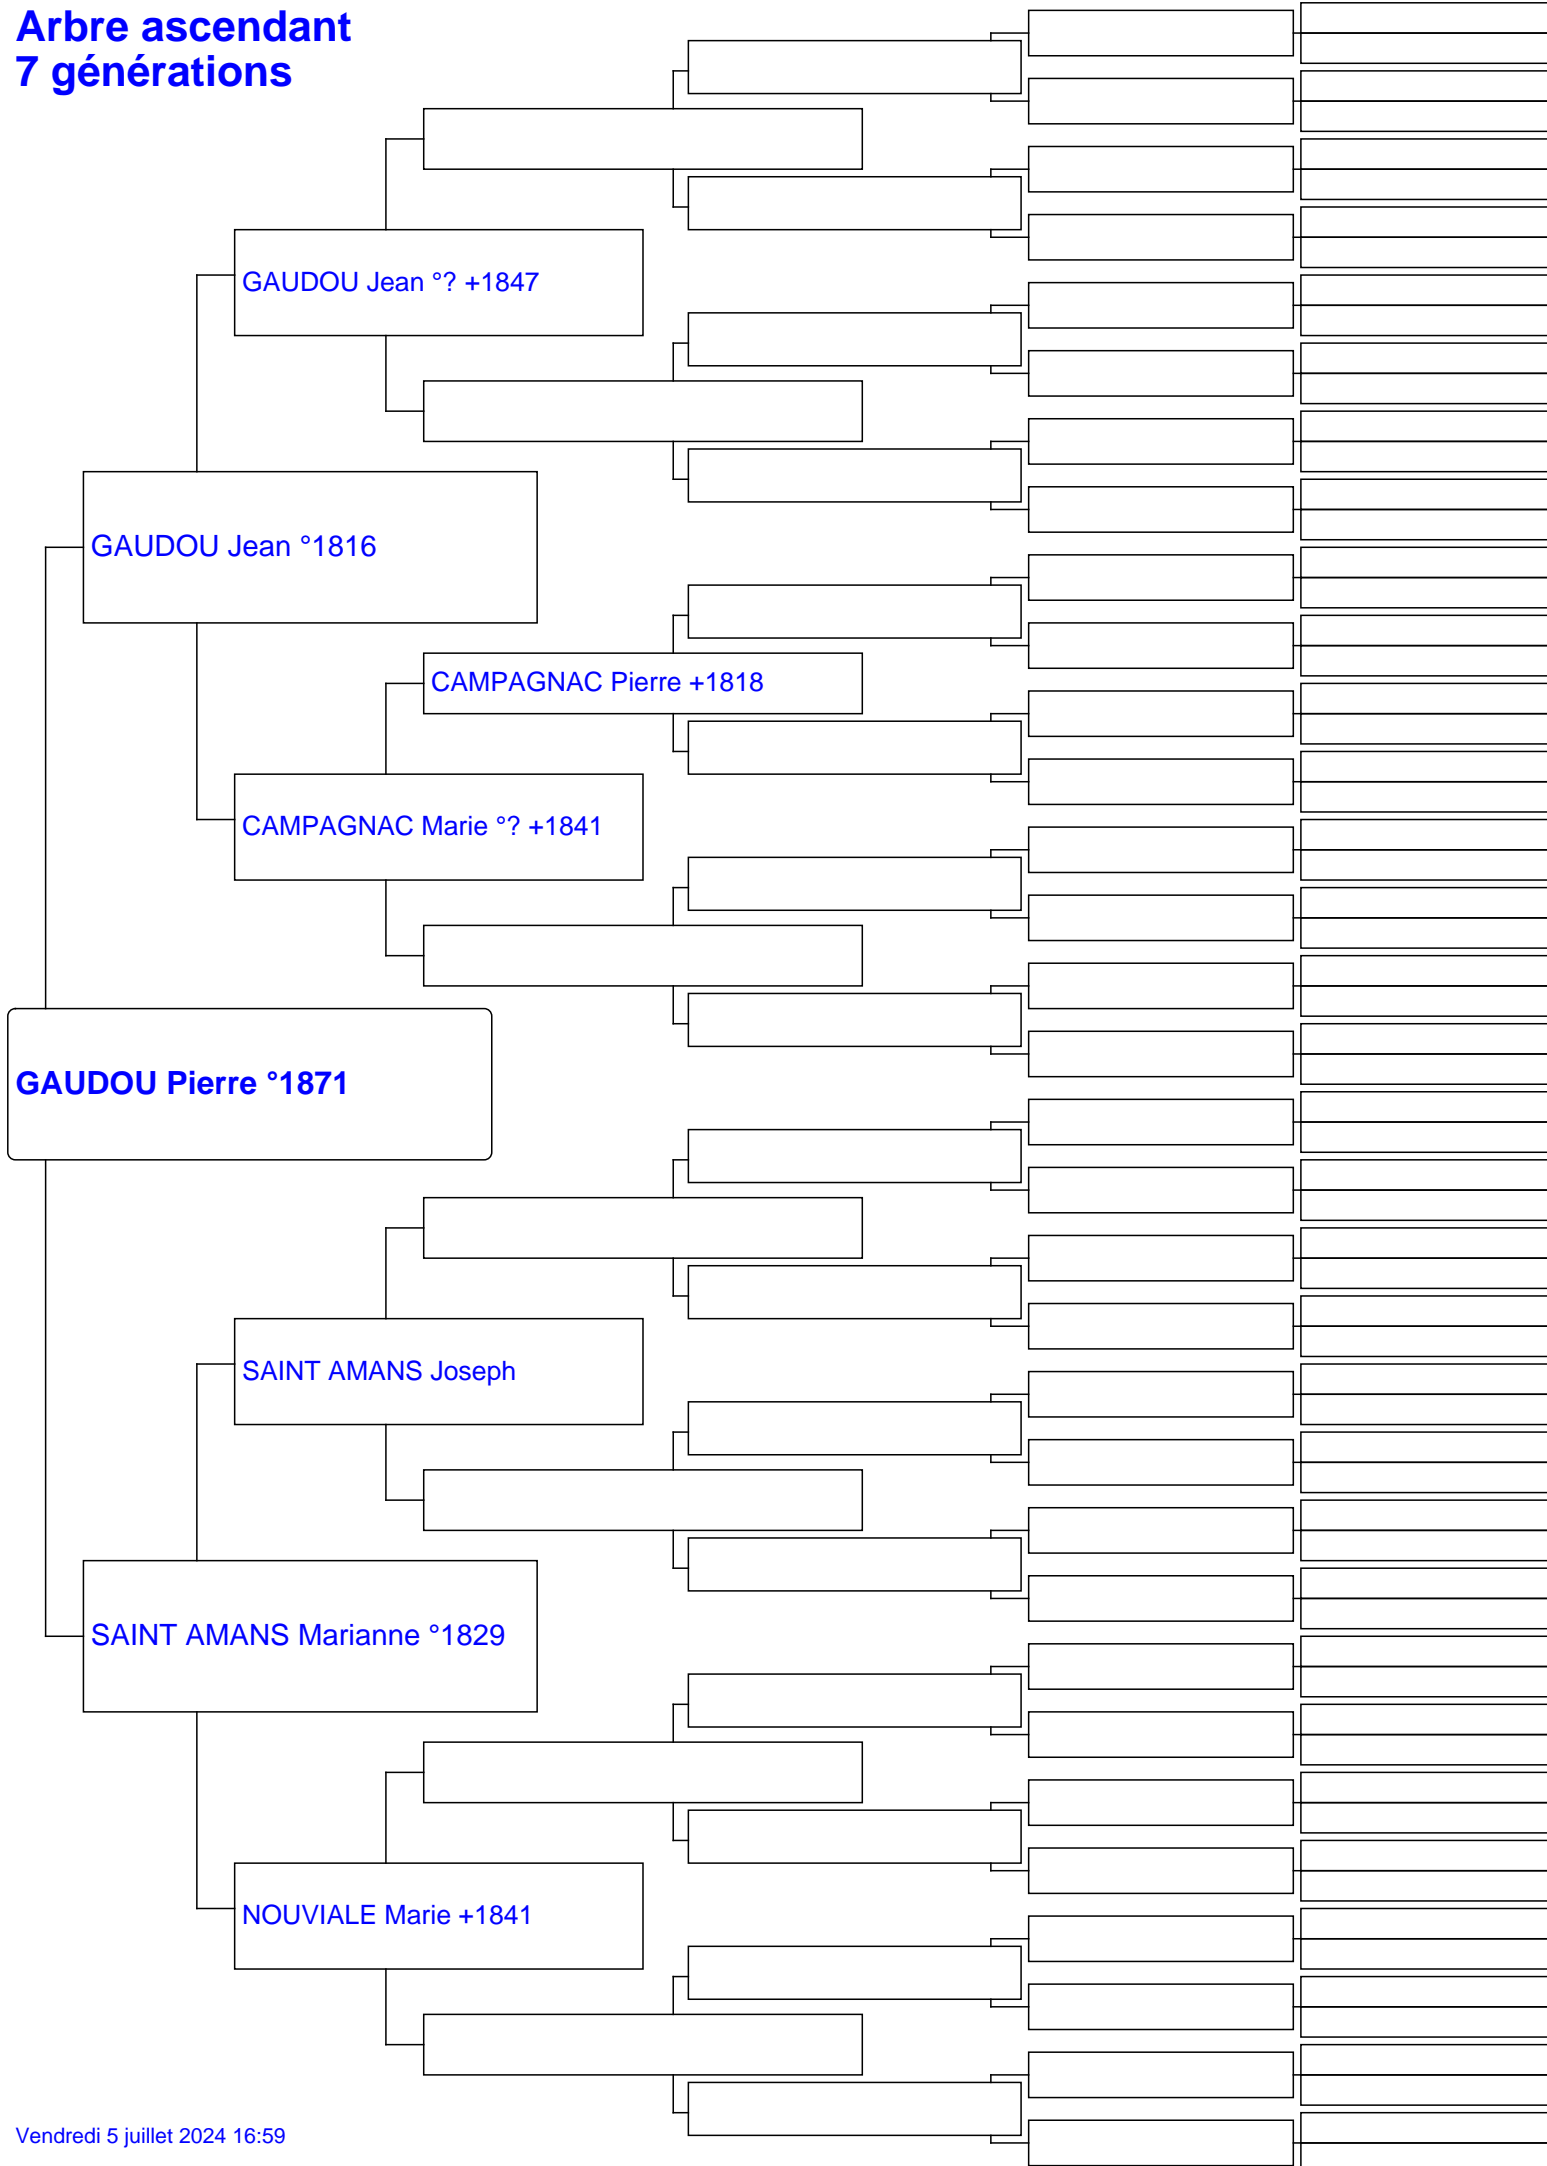 Arbre ascendant
7 générations
GAUDOU Jean °? +1847
GAUDOU Jean °1816
CAMPAGNAC Pierre +1818
CAMPAGNAC Marie °? +1841
GAUDOU Pierre °1871
SAINT AMANS Joseph
SAINT AMANS Marianne °1829
NOUVIALE Marie +1841
Vendredi 5 juillet 2024 16:59